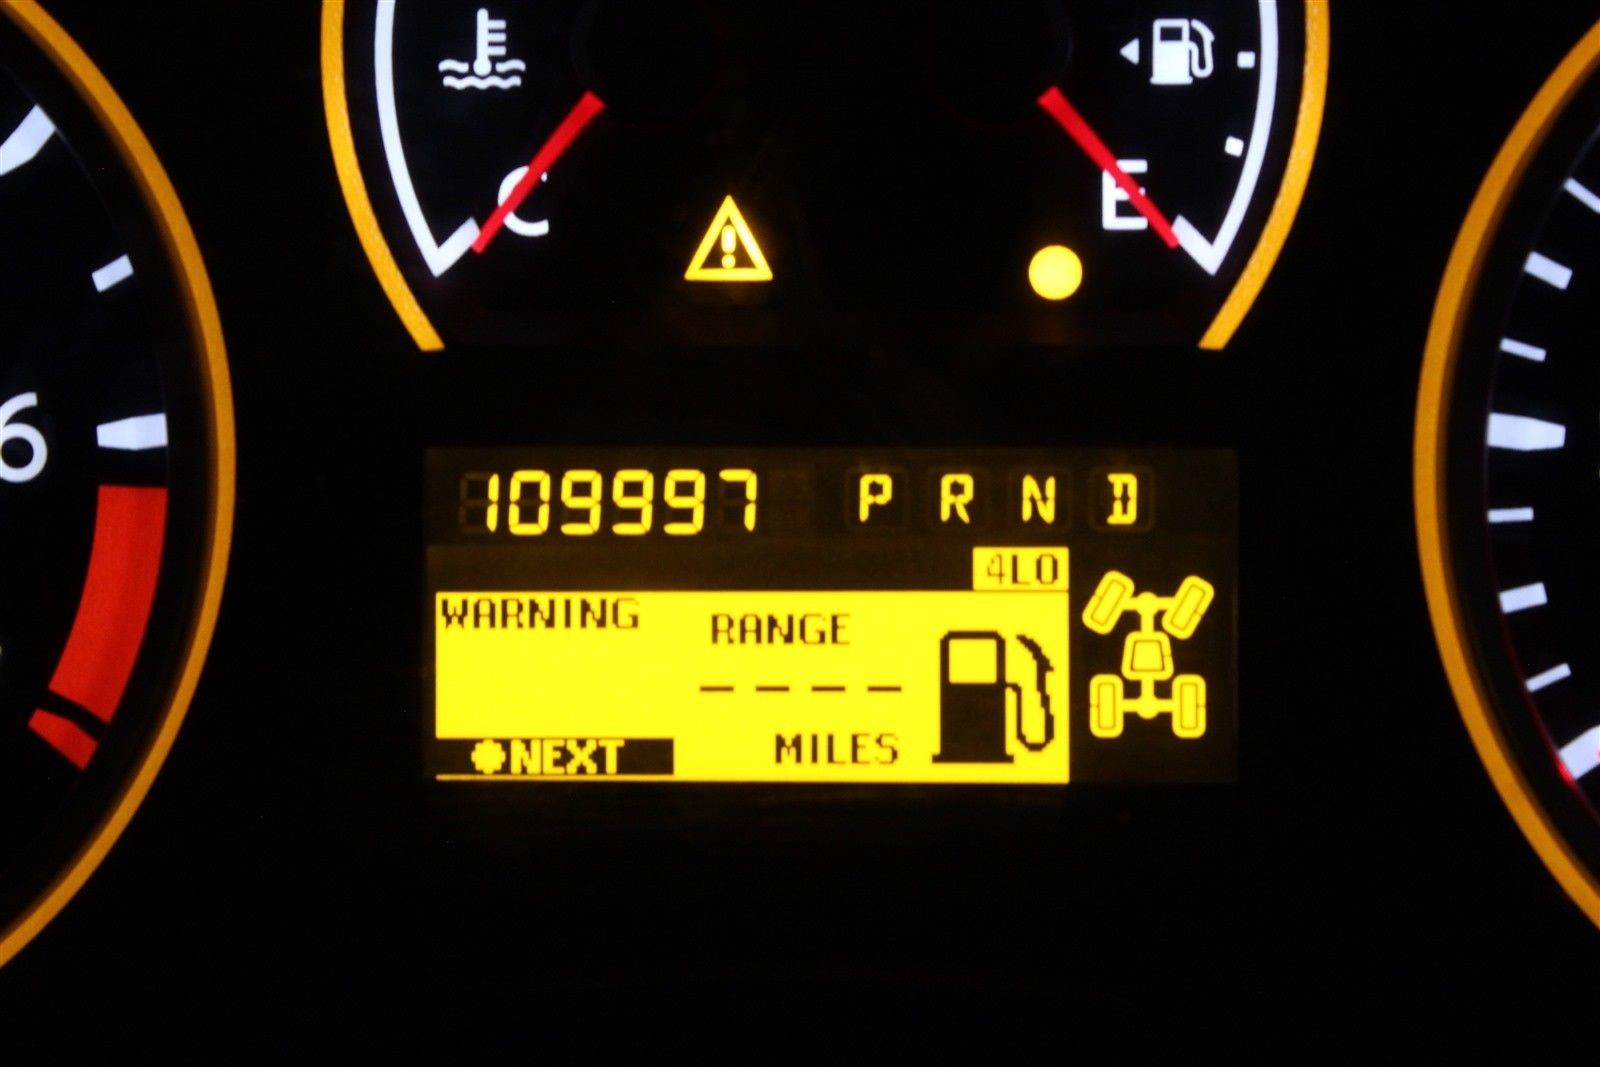 C
E
6
109997 P R N D
4LO
WARNING
RANGE
- - - -
NEXT
MILES